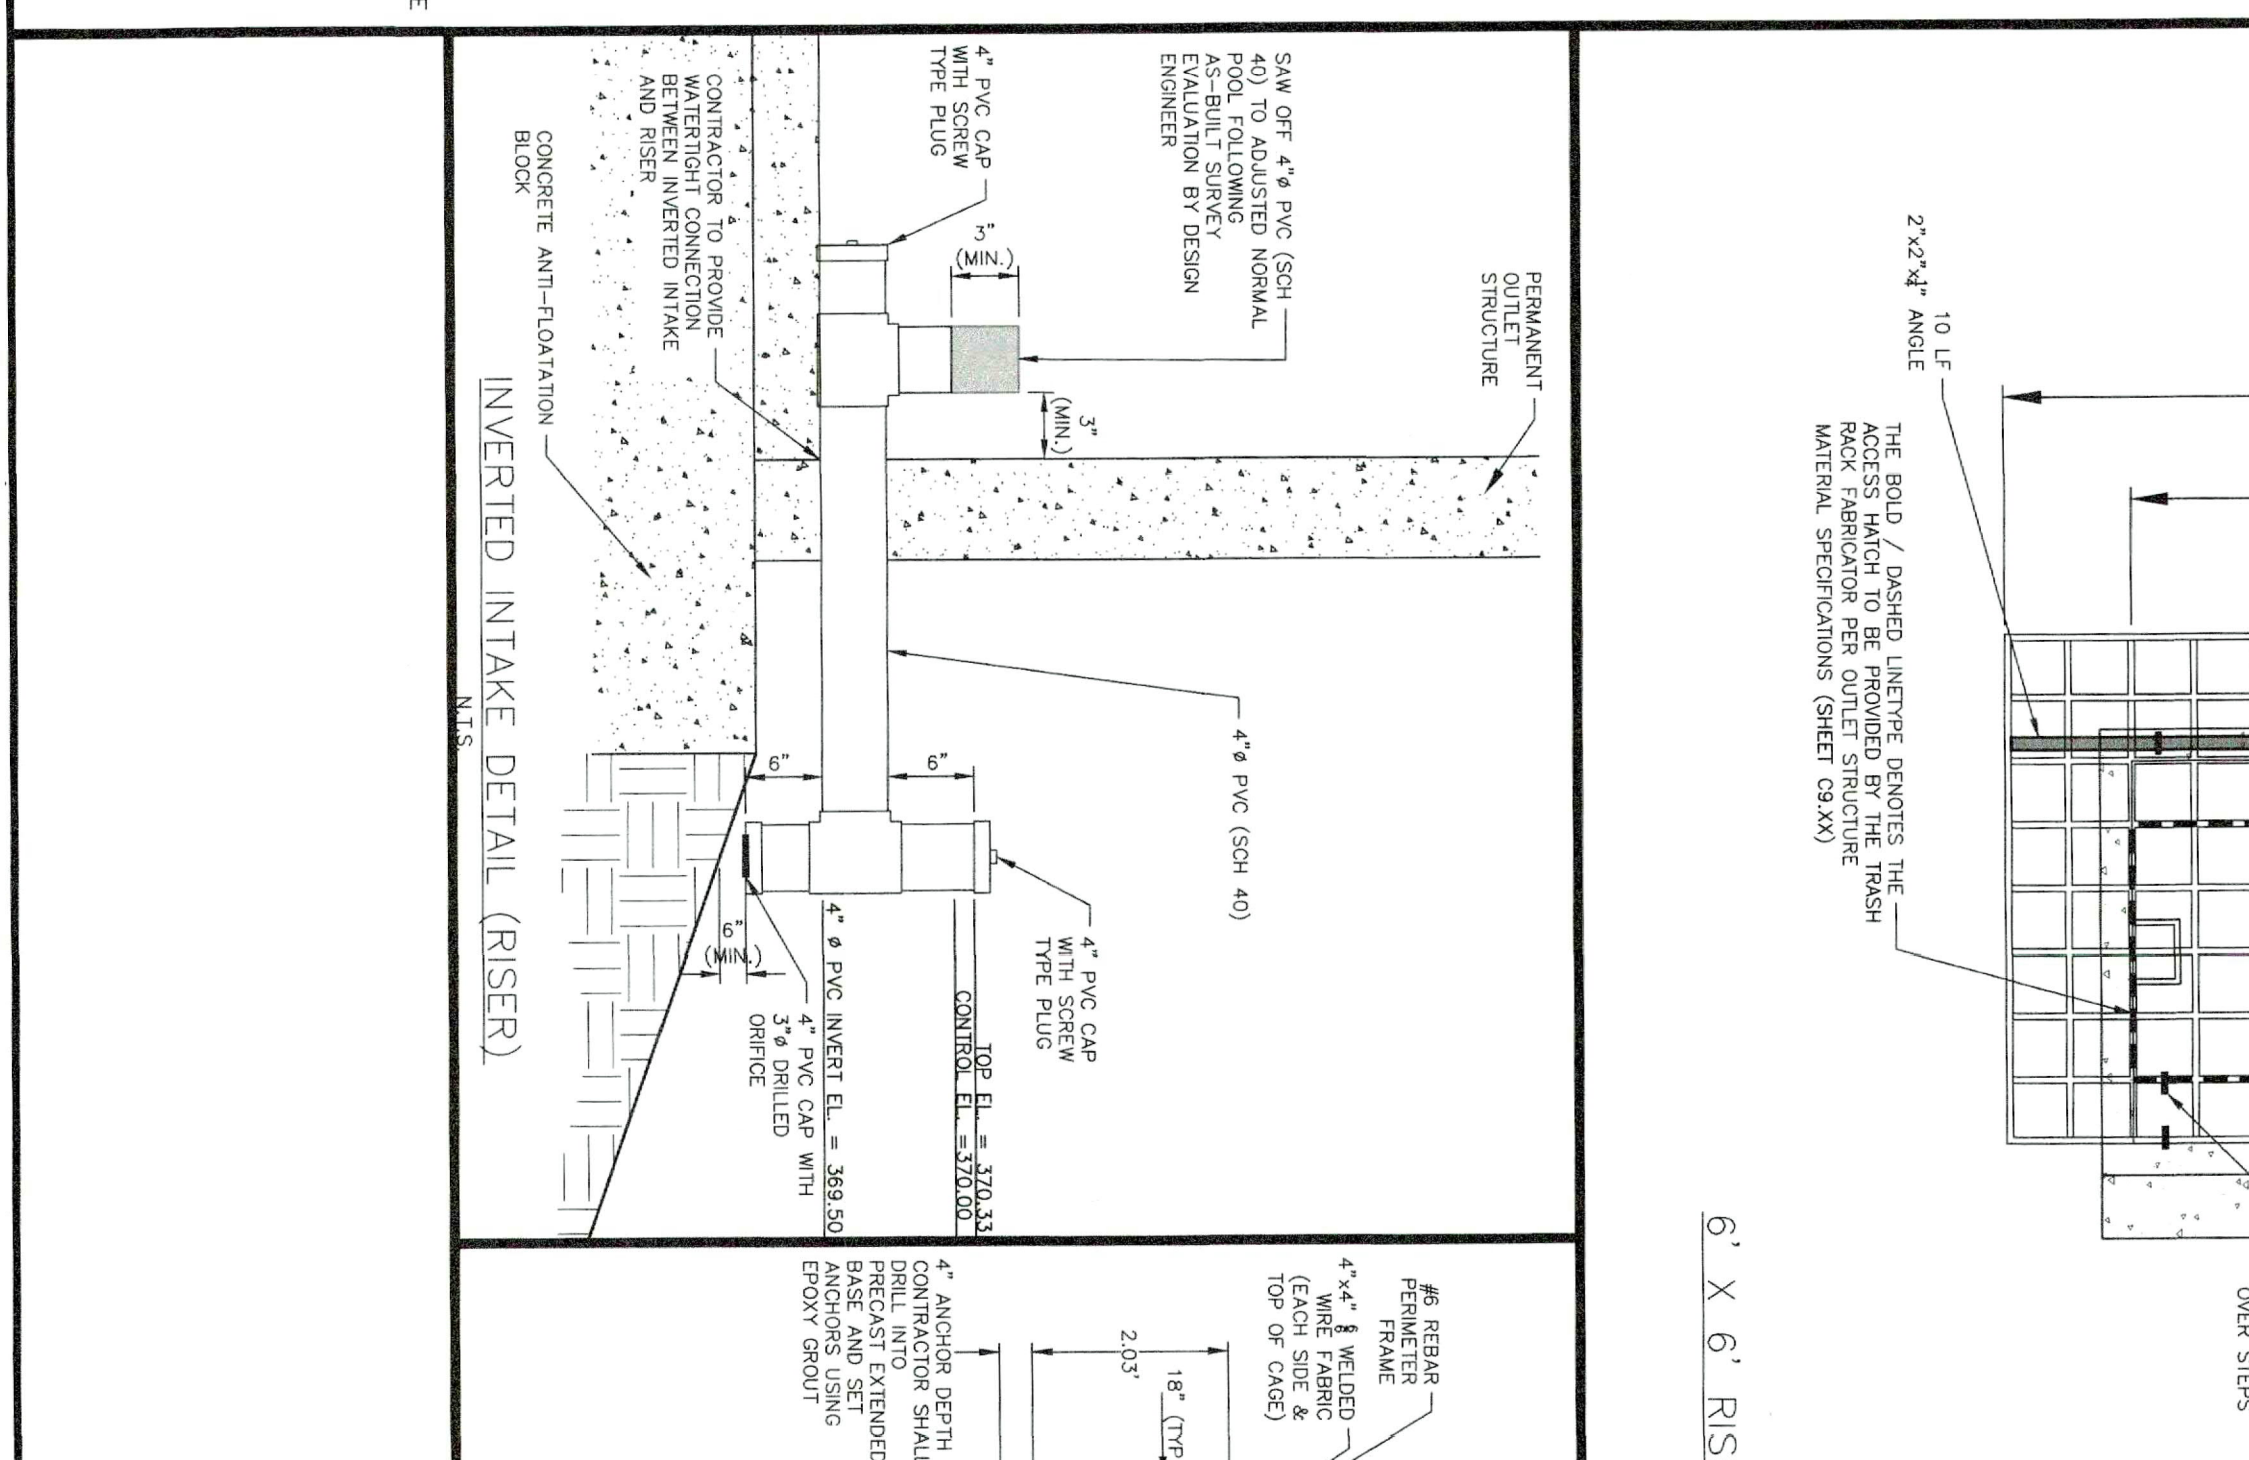 SAW OFF 4"ø PVC (SCH
40) TO ADJUSTED NORMAL
POOL FOLLOWING
AS-BUILT SURVEY
EVALUATION BY DESIGN
ENGINEER
4" PVC CAP
WITH SCREW
TYPE PLUG
CONTRACTOR TO PROVIDE
WATERTIGHT CONNECTION
BETWEEN INVERTED INTAKE
AND RISER
CONCRETE ANTI-FLOATATION
BLOCK
3"
(MIN.)
3"
(MIN.)
PERMANENT
OUTLET
STRUCTURE
4"ø PVC (SCH 40)
6"
6"
6"
(MIN.)
4" PVC CAP
WITH SCREW
TYPE PLUG
TOP EL. = 370.33
CONTROL EL. =370.00
4" ø PVC INVERT EL. = 369.50
4" PVC CAP WITH
3"ø DRILLED
ORIFICE
INVERTED INTAKE DETAIL (RISER)
N.T.S.
10 LF
2"x2"x¼" ANGLE
THE BOLD / DASHED LINETYPE DENOTES THE
ACCESS HATCH TO BE PROVIDED BY THE TRASH
RACK FABRICATOR PER OUTLET STRUCTURE
MATERIAL SPECIFICATIONS (SHEET C9.XX)
OVER STEPS
6' X 6' RIS
#6 REBAR
PERIMETER
FRAME
4"x4" 6/6 WELDED
WIRE FABRIC
(EACH SIDE &
TOP OF CAGE)
18" (TYP
2.03'
4" ANCHOR DEPTH
CONTRACTOR SHALL
DRILL INTO
PRECAST EXTENDED
BASE AND SET
ANCHORS USING
EPOXY GROUT
E